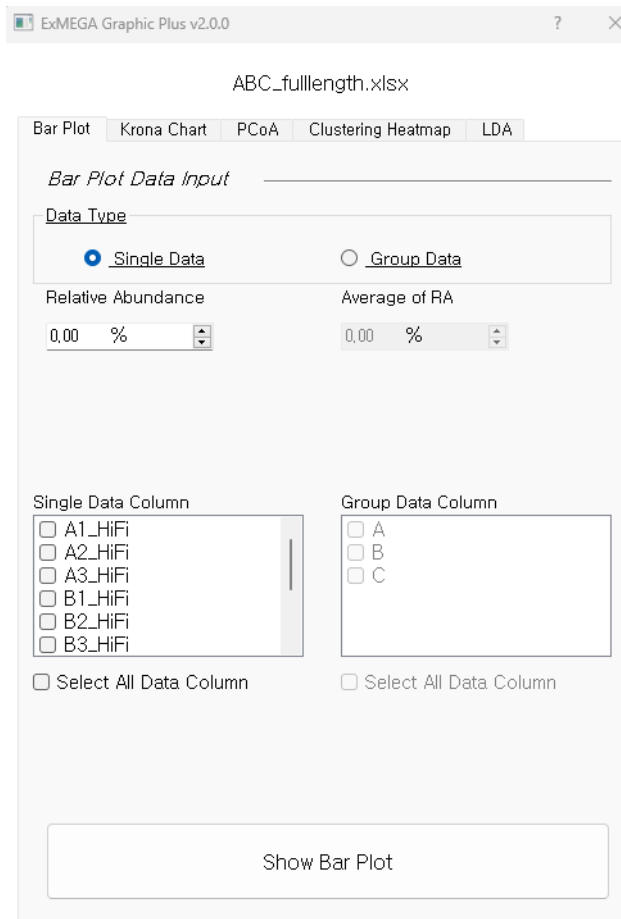 ExMEGA Graphic Plus v2.0.0 ? ×
ABC_fulllength.xlsx
Bar Plot Krona Chart PCoA Clustering Heatmap LDA
Bar Plot Data Input
Data Type
Single Data Group Data
Relative Abundance Average of RA
0.00 % 0.00 %
Single Data Column Group Data Column
A1_HiFi A
A2_HiFi B
A3_HiFi C
B1_HiFi
B2_HiFi
B3_HiFi
Select All Data Column Select All Data Column
Show Bar Plot